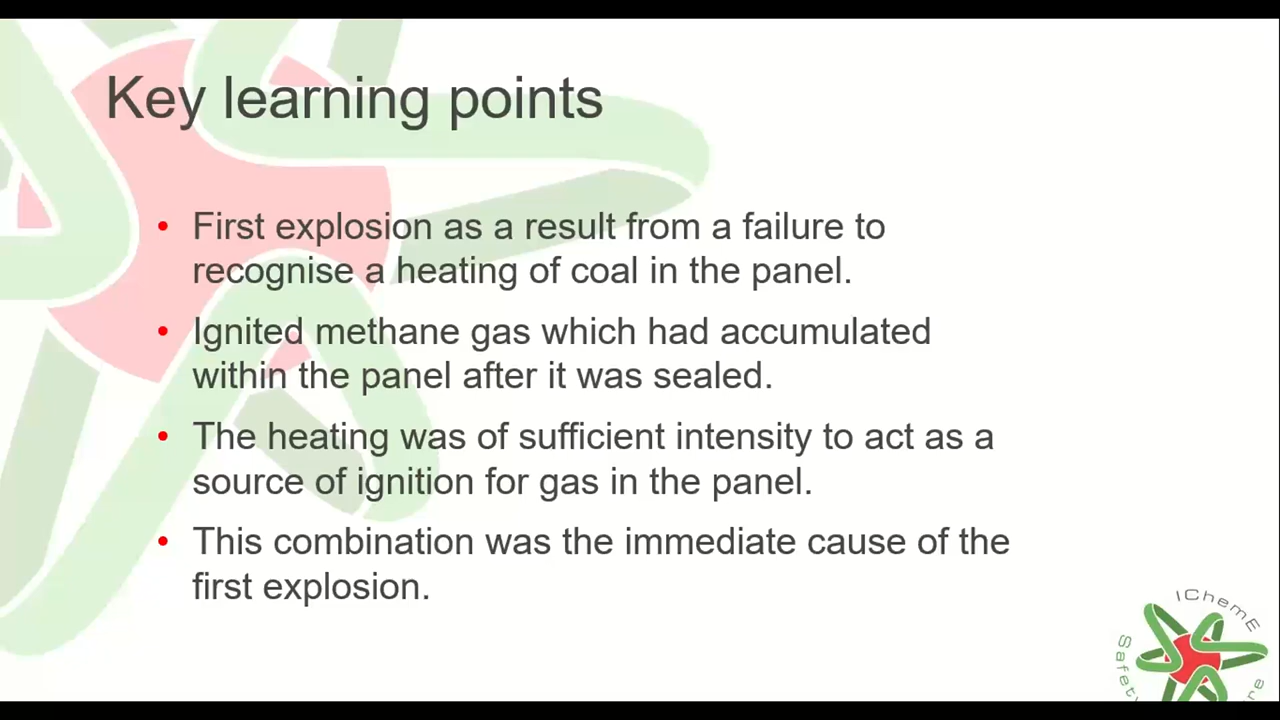 Key learning points
• First explosion as a result from a failure to
recognise a heating of coal in the panel.
• Ignited methane gas which had accumulated
within the panel after it was sealed.
• The heating was of sufficient intensity to act as a
source of ignition for gas in the panel.
• This combination was the immediate cause of the
first explosion.
IChemE